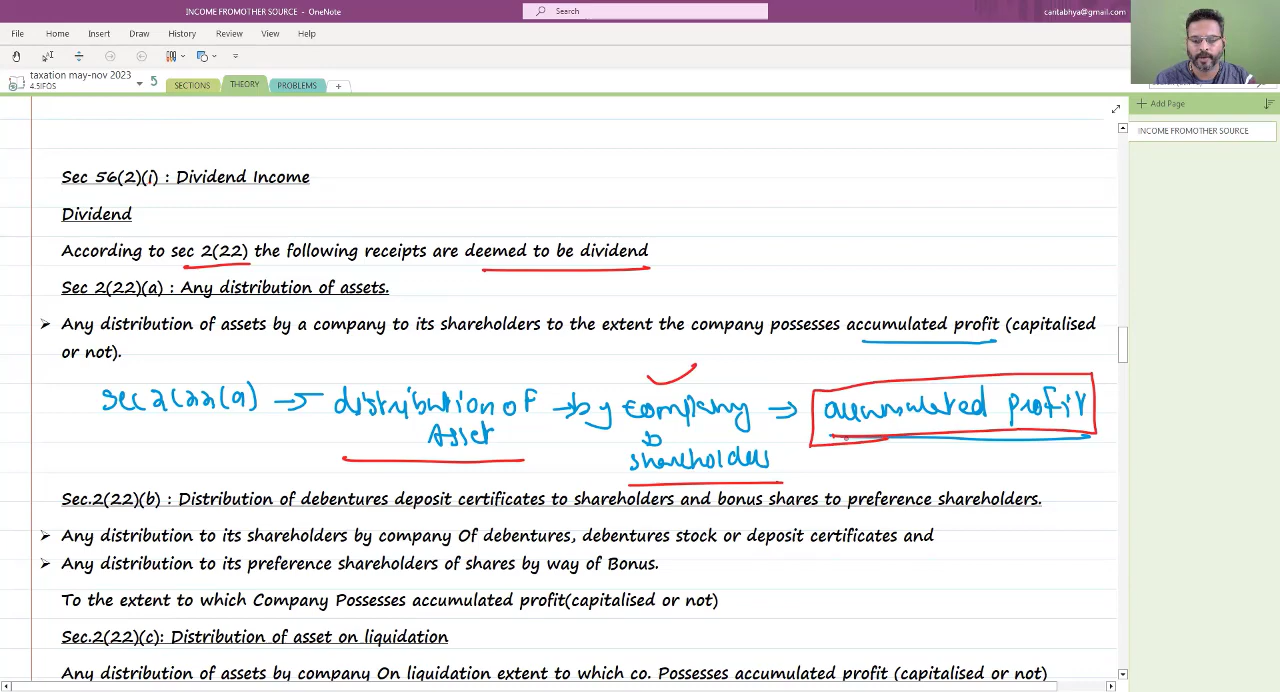 INCOME FROMOTHER SOURCE - OneNote
Search
cantabhya@gmail.com
File Home Insert Draw History Review View Help
taxation may-nov 2023
4.5IFOS
SECTIONS THEORY PROBLEMS
Add Page
INCOME FROMOTHER SOURCE
Sec 56(2)(i) : Dividend Income
Dividend
According to sec 2(22) the following receipts are deemed to be dividend
Sec 2(22)(a) : Any distribution of assets.
➤ Any distribution of assets by a company to its shareholders to the extent the company possesses accumulated profit (capitalised
or not).
sec 2(22(a) → distribution of → by company → accumulated profit
Asset
shareholders
Sec.2(22)(b) : Distribution of debentures deposit certificates to shareholders and bonus shares to preference shareholders.
➤ Any distribution to its shareholders by company Of debentures, debentures stock or deposit certificates and
➤ Any distribution to its preference shareholders of shares by way of Bonus.
To the extent to which Company Possesses accumulated profit(capitalised or not)
Sec.2(22)(c): Distribution of asset on liquidation
Any distribution of assets by company On liquidation extent to which co. Possesses accumulated profit (capitalised or not)